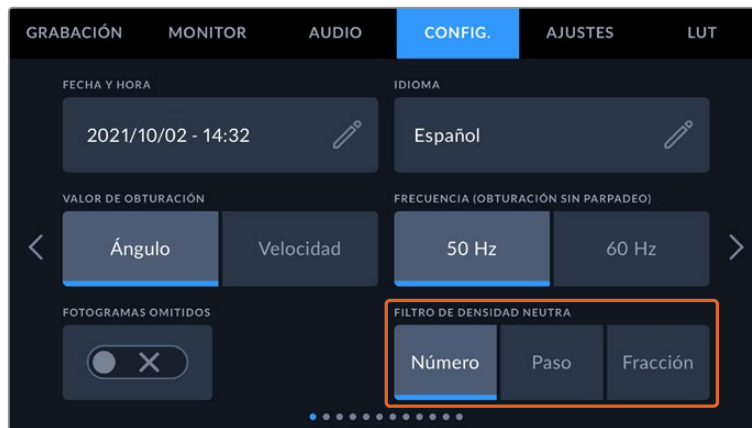 GRABACIÓN MONITOR AUDIO CONFIG. AJUSTES LUT
FECHA Y HORA IDIOMA
2021/10/02 - 14:32 Español
VALOR DE OBTURACIÓN FRECUENCIA (OBTURACIÓN SIN PARPADEO)
Ángulo Velocidad 50 Hz 60 Hz
FOTOGRAMAS OMITIDOS FILTRO DE DENSIDAD NEUTRA
Número Paso Fracción